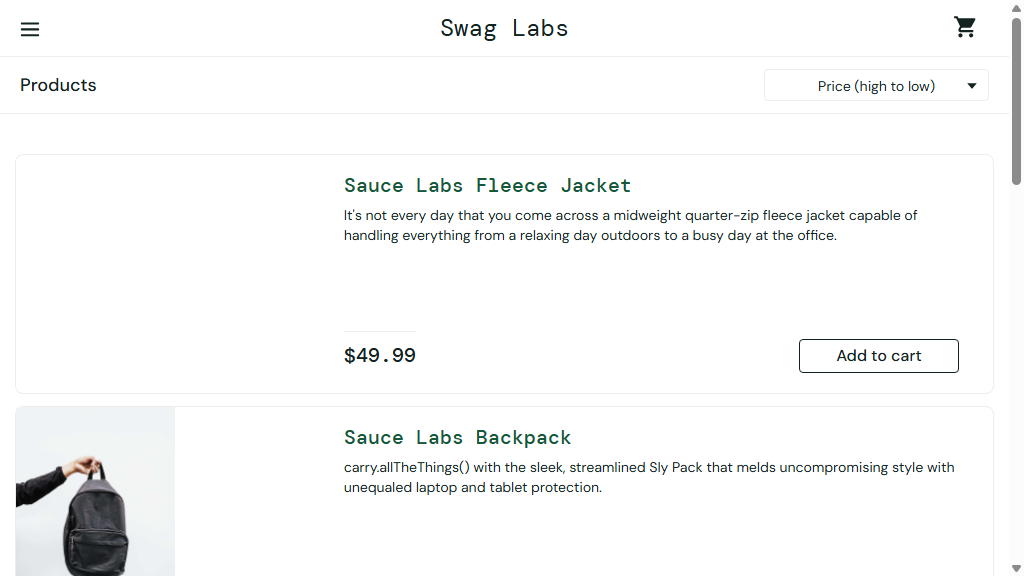 Swag Labs
Products
Price (high to low)
Sauce Labs Fleece Jacket
It's not every day that you come across a midweight quarter-zip fleece jacket capable of
handling everything from a relaxing day outdoors to a busy day at the office.
$49.99
Add to cart
Sauce Labs Backpack
carry.allTheThings() with the sleek, streamlined Sly Pack that melds uncompromising style with
unequaled laptop and tablet protection.